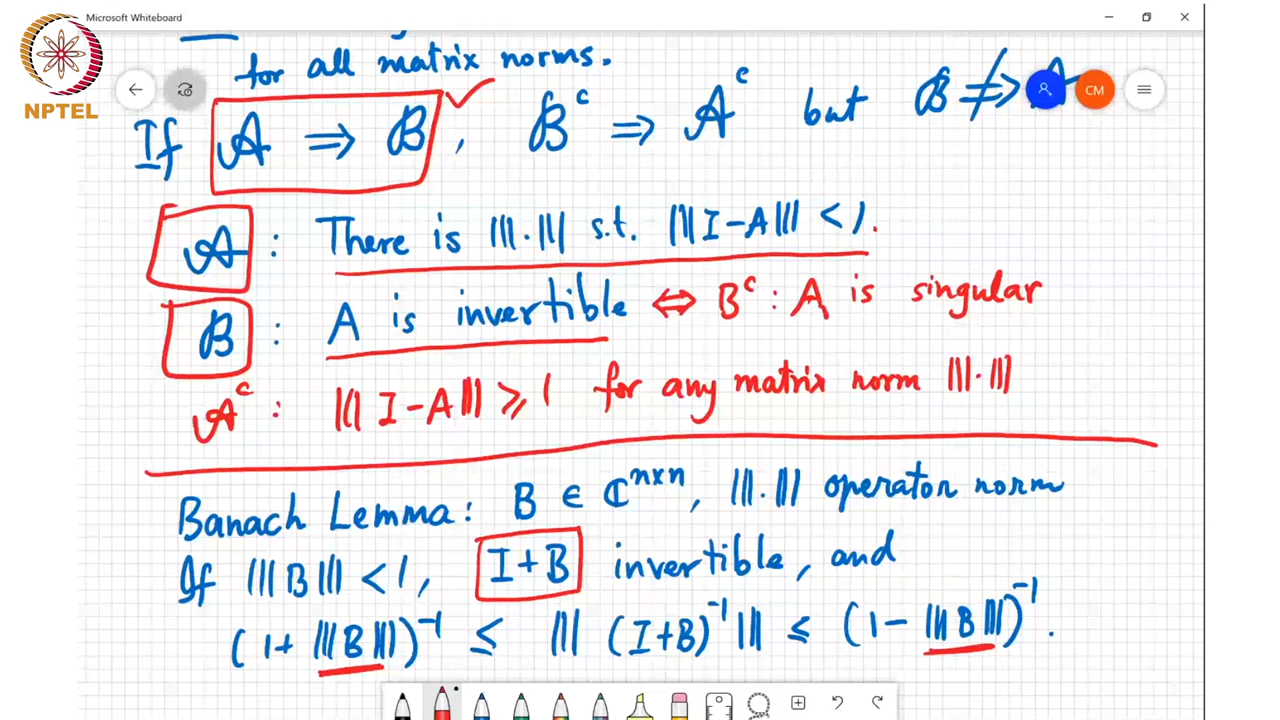 Microsoft Whiteboard
for all matrix norms.
NPTEL
CM
If 𝒜 ⇒ ℬ, ℬᶜ ⇒ 𝒜ᶜ but ℬ ⇏ 𝒜
𝒜 : There is |||·||| s.t. |||I-A||| < 1.
ℬ : A is invertible ⇔ Bᶜ : A is singular
𝒜ᶜ : ||| I-A||| ⩾ 1 for any matrix norm |||·|||
Banach Lemma: B ∈ ℂⁿˣⁿ, |||·||| operator norm
If |||B||| < 1, I+B invertible, and
(1+ |||B|||)⁻¹ ≤ ||| (I+B)⁻¹ ||| ≤ (1- |||B|||)⁻¹.